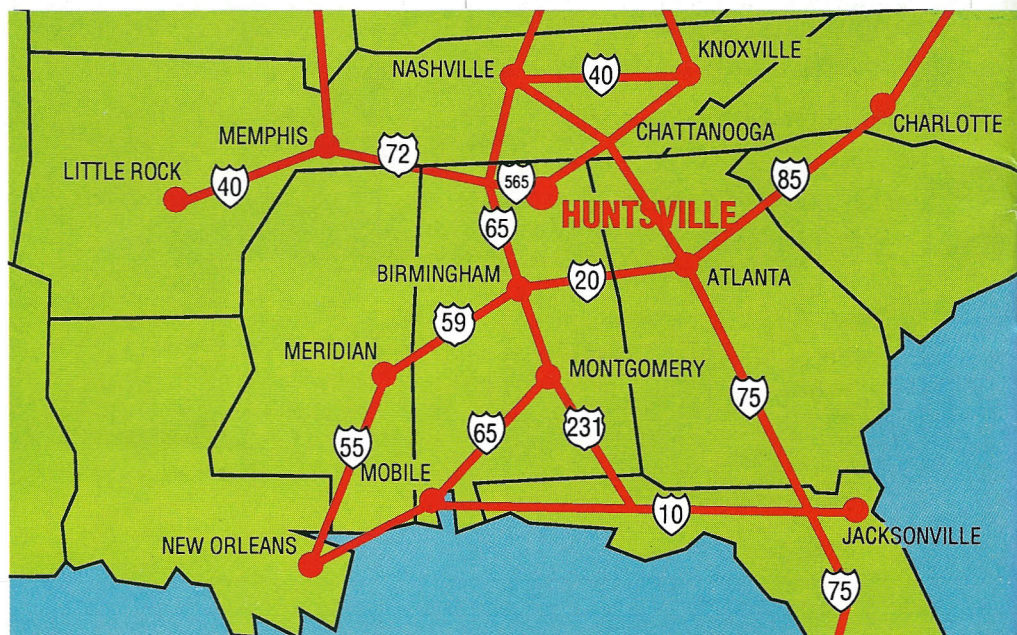 KNOXVILLE
NASHVILLE
40
CHARLOTTE
CHATTANOOGA
MEMPHIS
72
LITTLE ROCK
40
565
85
HUNTSVILLE
65
BIRMINGHAM
20
ATLANTA
59
MERIDIAN
MONTGOMERY
75
55
65
231
MOBILE
10
NEW ORLEANS
JACKSONVILLE
75